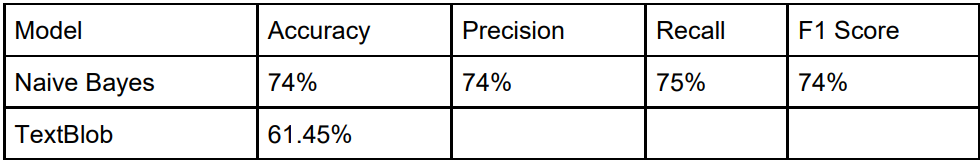 Model Accuracy Precision Recall F1 Score
Naive Bayes 74% 74% 75% 74%
TextBlob 61.45%